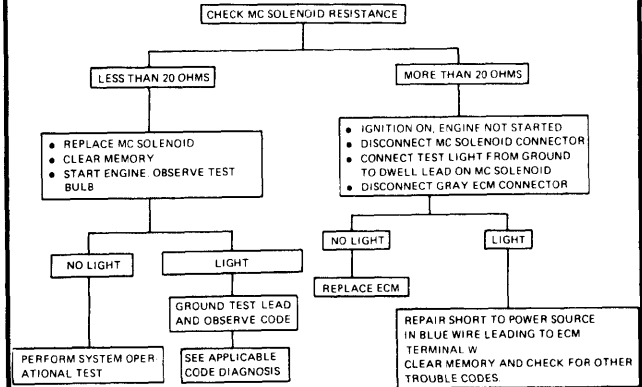 CHECK MC SOLENOID RESISTANCE
LESS THAN 20 OHMS
MORE THAN 20 OHMS
• REPLACE MC SOLENOID
• CLEAR MEMORY
• START ENGINE. OBSERVE TEST
BULB
• IGNITION ON, ENGINE NOT STARTED
• DISCONNECT MC SOLENOID CONNECTOR
• CONNECT TEST LIGHT FROM GROUND
TO DWELL LEAD ON MC SOLENOID
• DISCONNECT GRAY ECM CONNECTOR
NO LIGHT
LIGHT
NO LIGHT
LIGHT
GROUND TEST LEAD
AND OBSERVE CODE
REPLACE ECM
PERFORM SYSTEM OPER-
ATIONAL TEST
SEE APPLICABLE
CODE DIAGNOSIS
REPAIR SHORT TO POWER SOURCE
IN BLUE WIRE LEADING TO ECM
TERMINAL W
CLEAR MEMORY AND CHECK FOR OTHER
TROUBLE CODES.